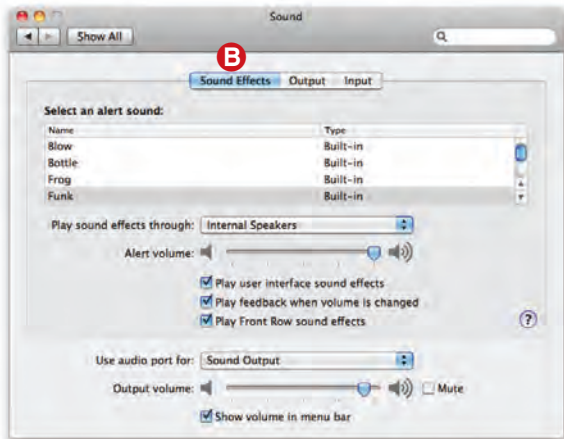 Sound
Show All
B
Sound Effects Output Input
Select an alert sound:
Name Type
Blow Built-in
Bottle Built-in
Frog Built-in
Funk Built-in
Play sound effects through: Internal Speakers
Alert volume:
Play user interface sound effects
Play feedback when volume is changed
Play Front Row sound effects
?
Use audio port for: Sound Output
Output volume: Mute
Show volume in menu bar